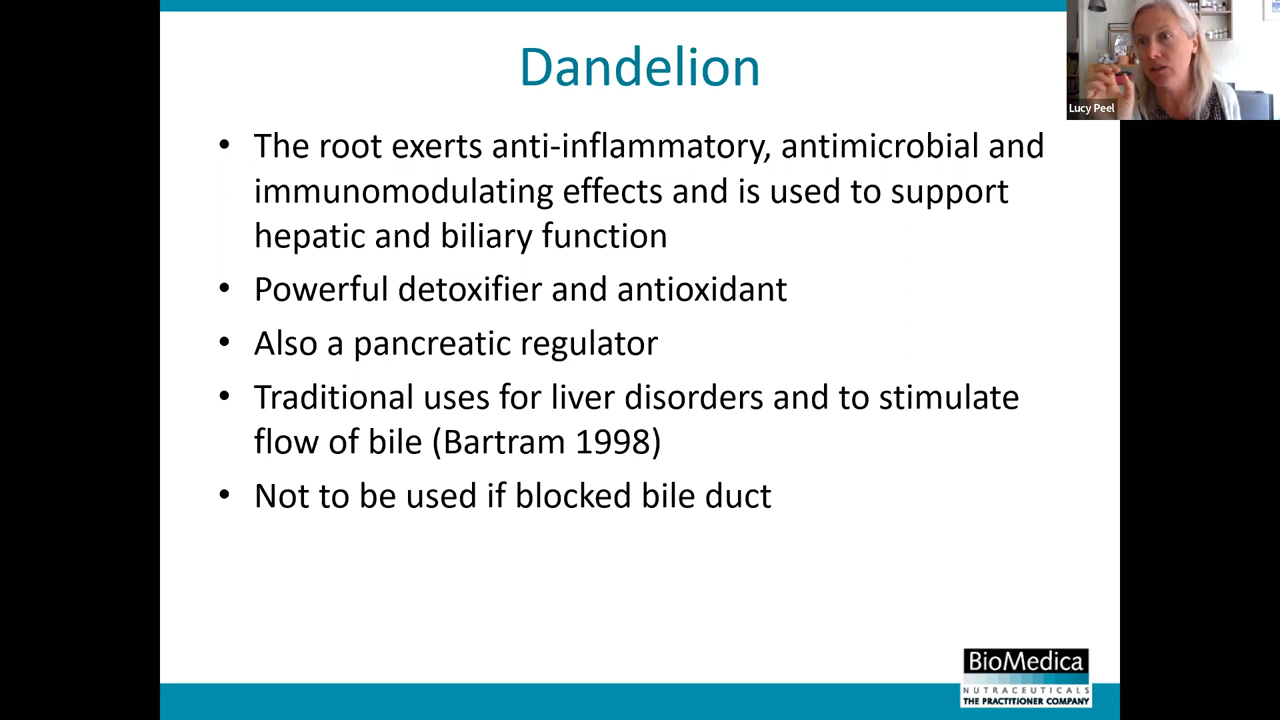 Dandelion
Lucy Peel
• The root exerts anti-inflammatory, antimicrobial and
immunomodulating effects and is used to support
hepatic and biliary function
• Powerful detoxifier and antioxidant
• Also a pancreatic regulator
• Traditional uses for liver disorders and to stimulate
flow of bile (Bartram 1998)
• Not to be used if blocked bile duct
BioMedica
NUTRACEUTICALS
THE PRACTITIONER COMPANY